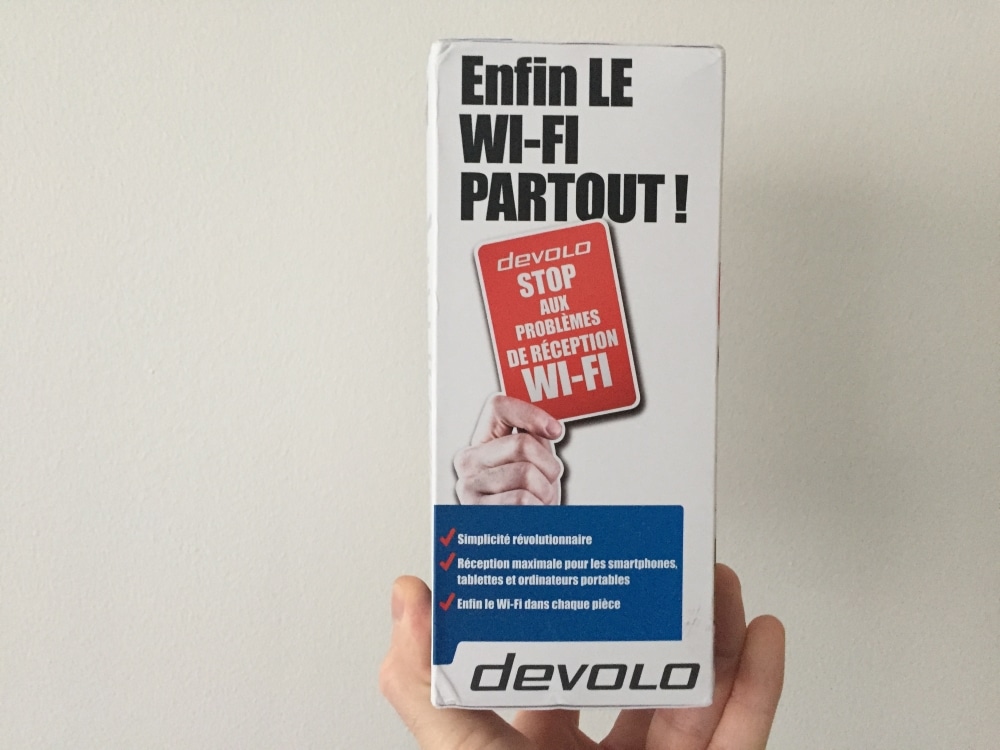 Enfin LE
WI-FI
PARTOUT !
devolo
STOP
AUX
PROBLÈMES
DE RÉCEPTION
WI-FI
Simplicité révolutionnaire
Réception maximale pour les smartphones,
tablettes et ordinateurs portables
Enfin le Wi-Fi dans chaque pièce
devolo